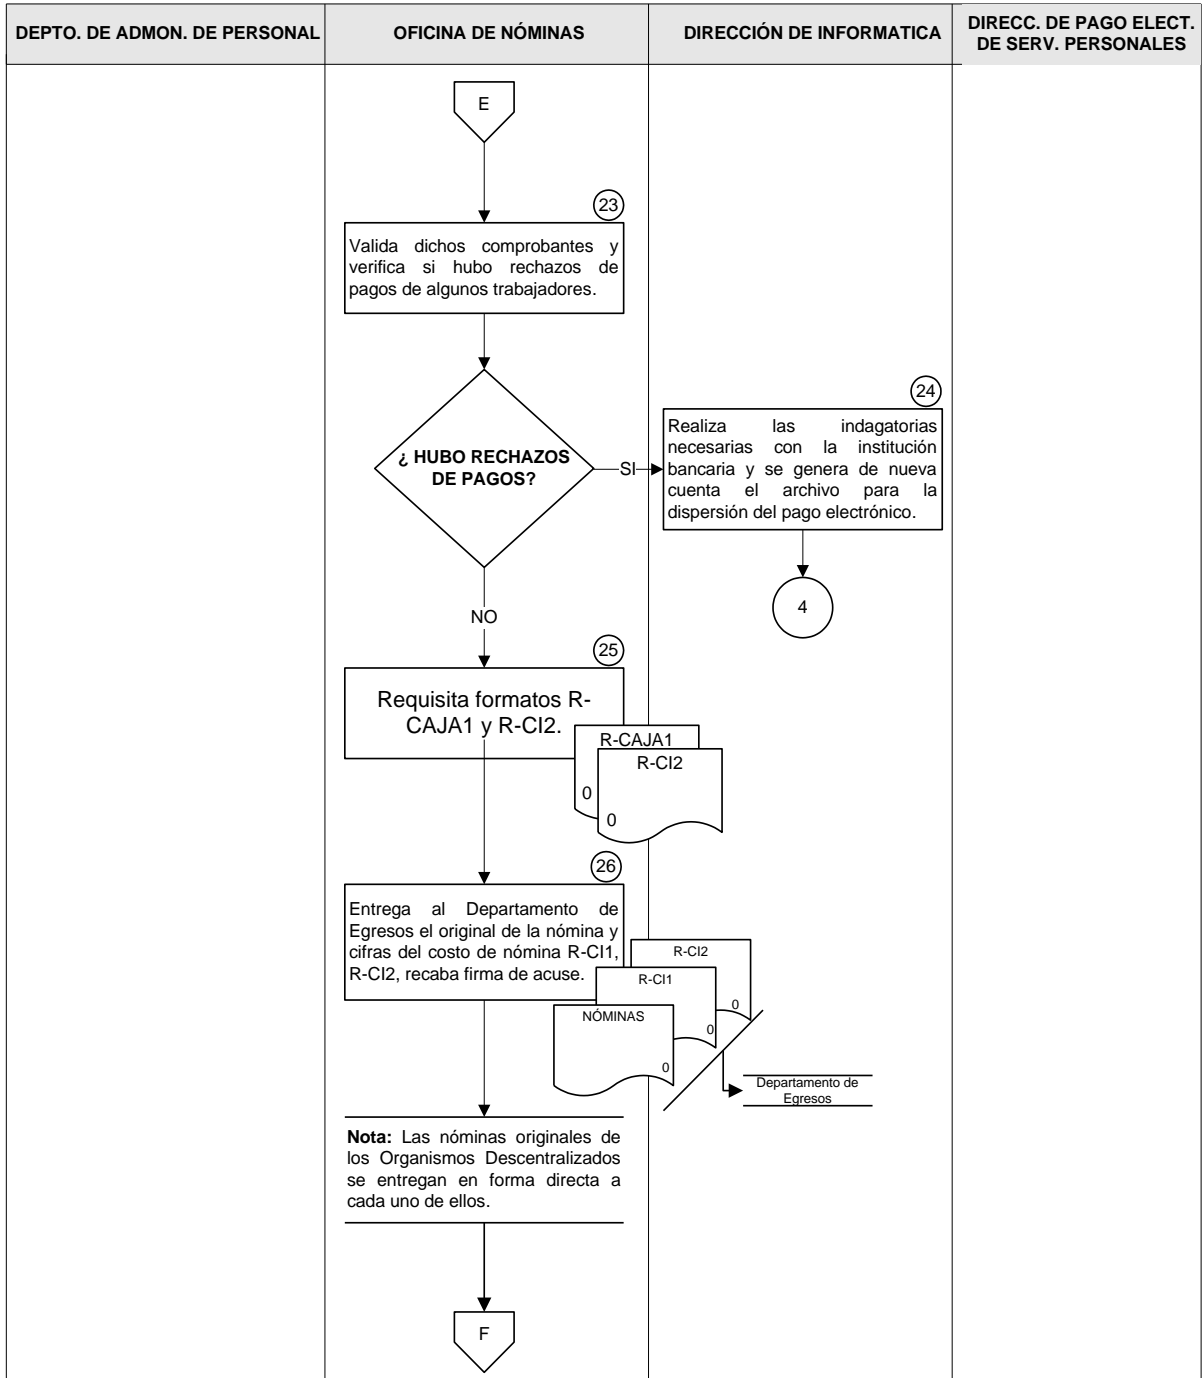 DEPTO. DE ADMON. DE PERSONAL
OFICINA DE NÓMINAS
DIRECCIÓN DE INFORMATICA
DIRECC. DE PAGO ELECT.
DE SERV. PERSONALES
E
23
Valida dichos comprobantes y
verifica si hubo rechazos de
pagos de algunos trabajadores.
¿ HUBO RECHAZOS
DE PAGOS?
SI
24
Realiza las indagatorias
necesarias con la institución
bancaria y se genera de nueva
cuenta el archivo para la
dispersión del pago electrónico.
4
NO
25
Requisita formatos R-
CAJA1 y R-CI2.
R-CAJA1
R-CI2
0
0
26
Entrega al Departamento de
Egresos el original de la nómina y
cifras del costo de nómina R-CI1,
R-CI2, recaba firma de acuse.
R-CI2
R-CI1
0
NÓMINAS
0
0
Departamento de
Egresos
Nota: Las nóminas originales de
los Organismos Descentralizados
se entregan en forma directa a
cada uno de ellos.
F